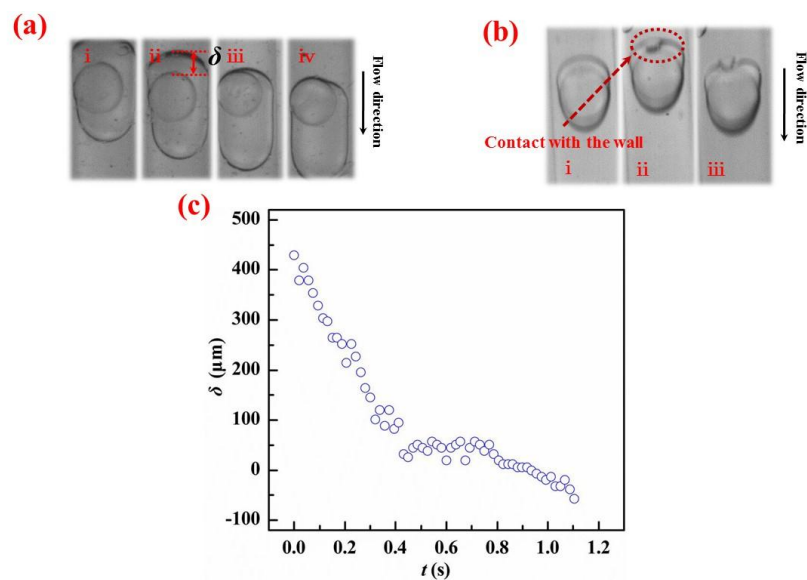 (a)
i
ii
δ
iii
iv
Flow direction
(b)
Contact with the wall
i
ii
iii
Flow direction
(c)
500
400
300
200
100
0
-100
δ (μm)
0.0 0.2 0.4 0.6 0.8 1.0 1.2
t (s)